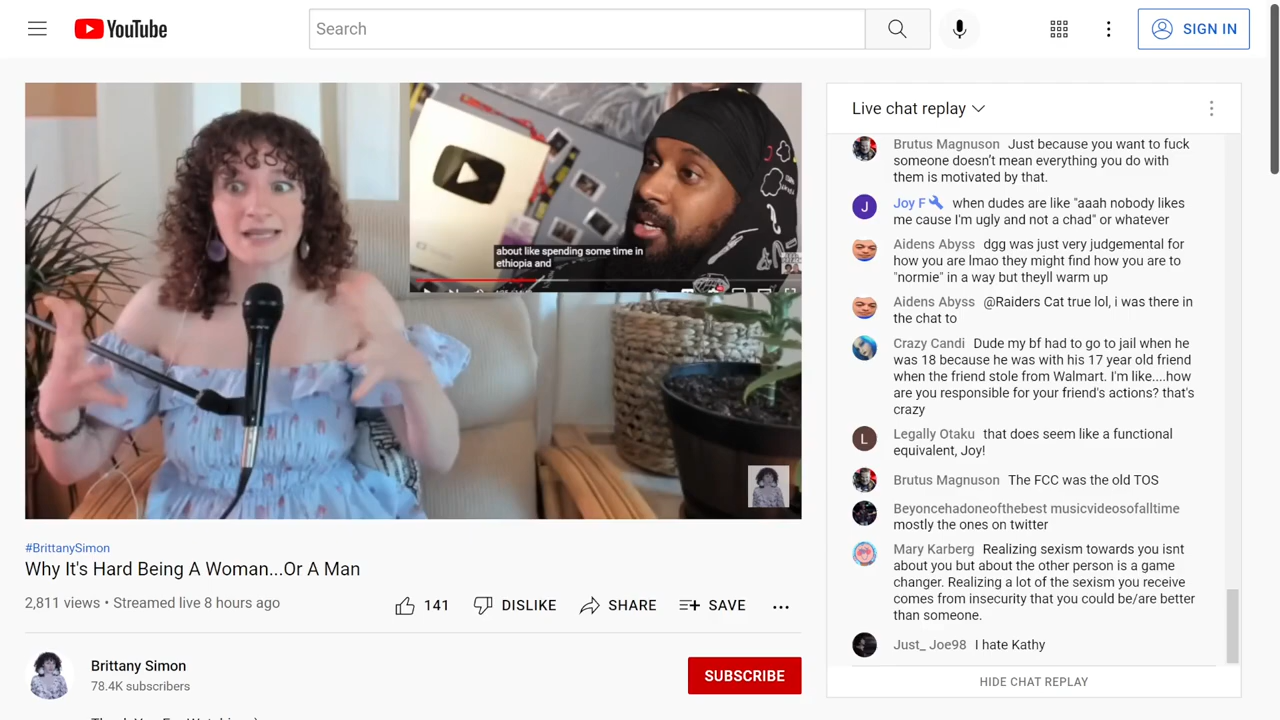 YouTube
Search
SIGN IN
about like spending some time in
ethiopia and
#BrittanySimon
Why It's Hard Being A Woman...Or A Man
2,811 views • Streamed live 8 hours ago
141
DISLIKE
SHARE
SAVE
Brittany Simon
78.4K subscribers
SUBSCRIBE
Live chat replay
Brutus Magnuson Just because you want to fuck
someone doesn't mean everything you do with
them is motivated by that.
J
Joy F when dudes are like "aaah nobody likes
me cause I'm ugly and not a chad" or whatever
Aidens Abyss dgg was just very judgemental for
how you are lmao they might find how you are to
"normie" in a way but theyll warm up
Aidens Abyss @Raiders Cat true lol, i was there in
the chat to
Crazy Candi Dude my bf had to go to jail when he
was 18 because he was with his 17 year old friend
when the friend stole from Walmart. I'm like....how
are you responsible for your friend's actions? that's
crazy
L
Legally Otaku that does seem like a functional
equivalent, Joy!
Brutus Magnuson The FCC was the old TOS
Beyoncehadoneofthebest musicvideosofalltime
mostly the ones on twitter
Mary Karberg Realizing sexism towards you isnt
about you but about the other person is a game
changer. Realizing a lot of the sexism you receive
comes from insecurity that you could be/are better
than someone.
Just_ Joe98 I hate Kathy
HIDE CHAT REPLAY